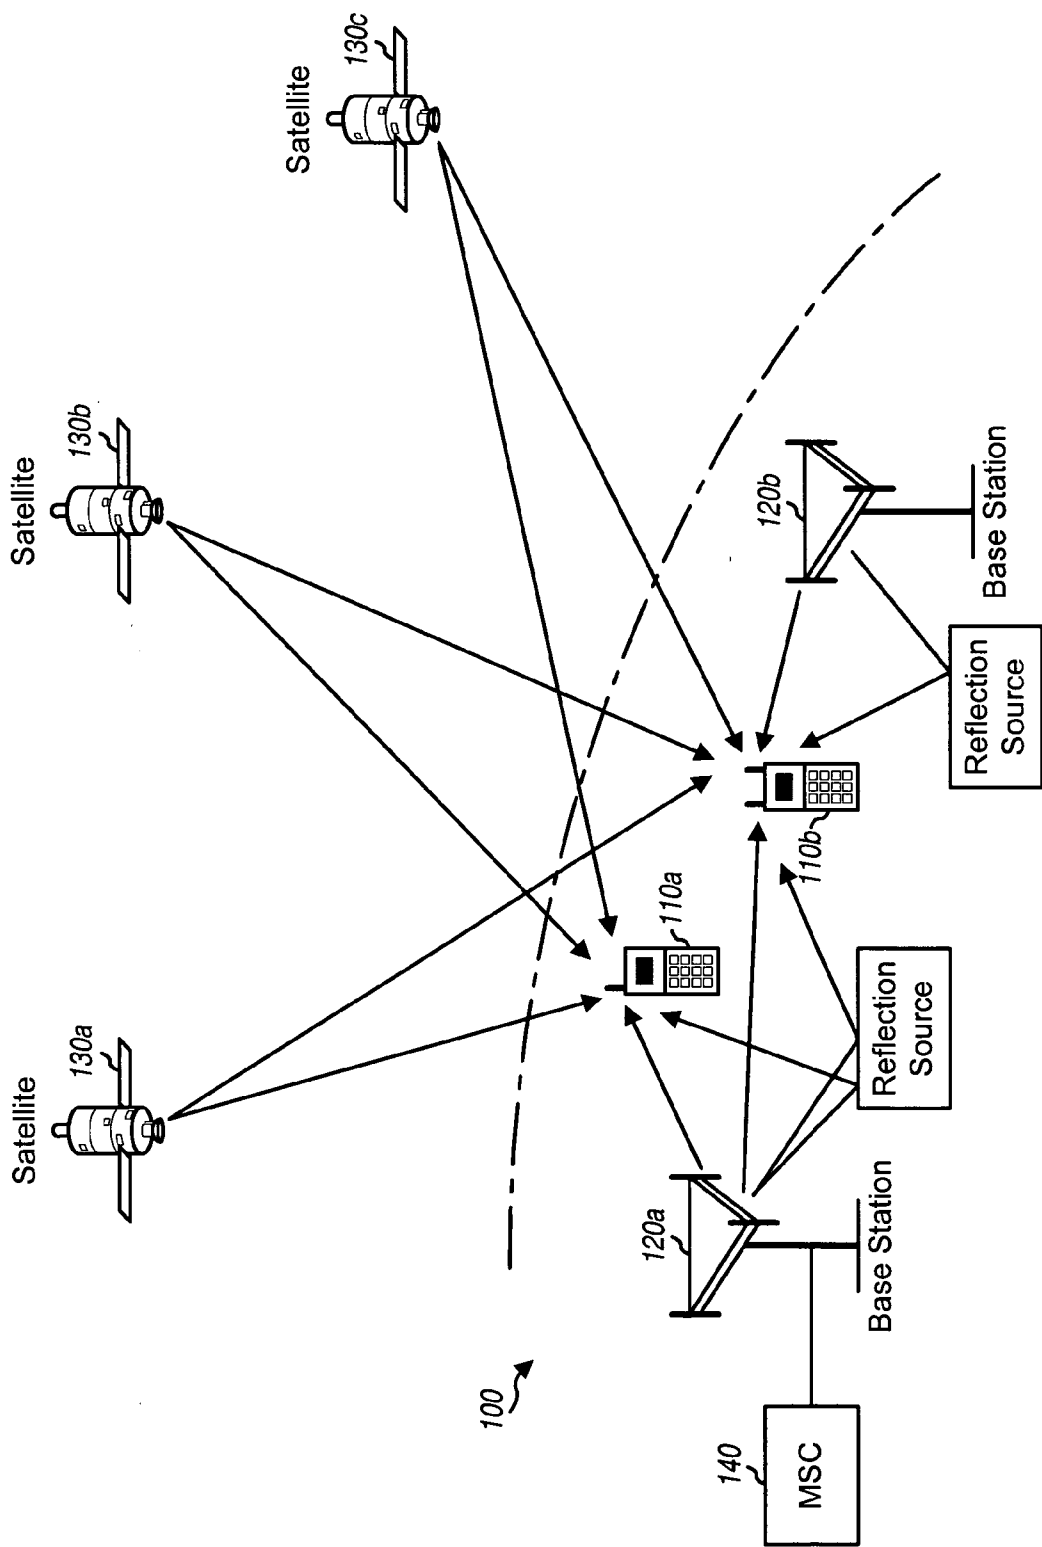 Satellite
130a
Satellite
130b
Satellite
130c
100
120a
110a
110b
120b
140
MSC
Base Station
Reflection
Source
Reflection
Source
Base Station